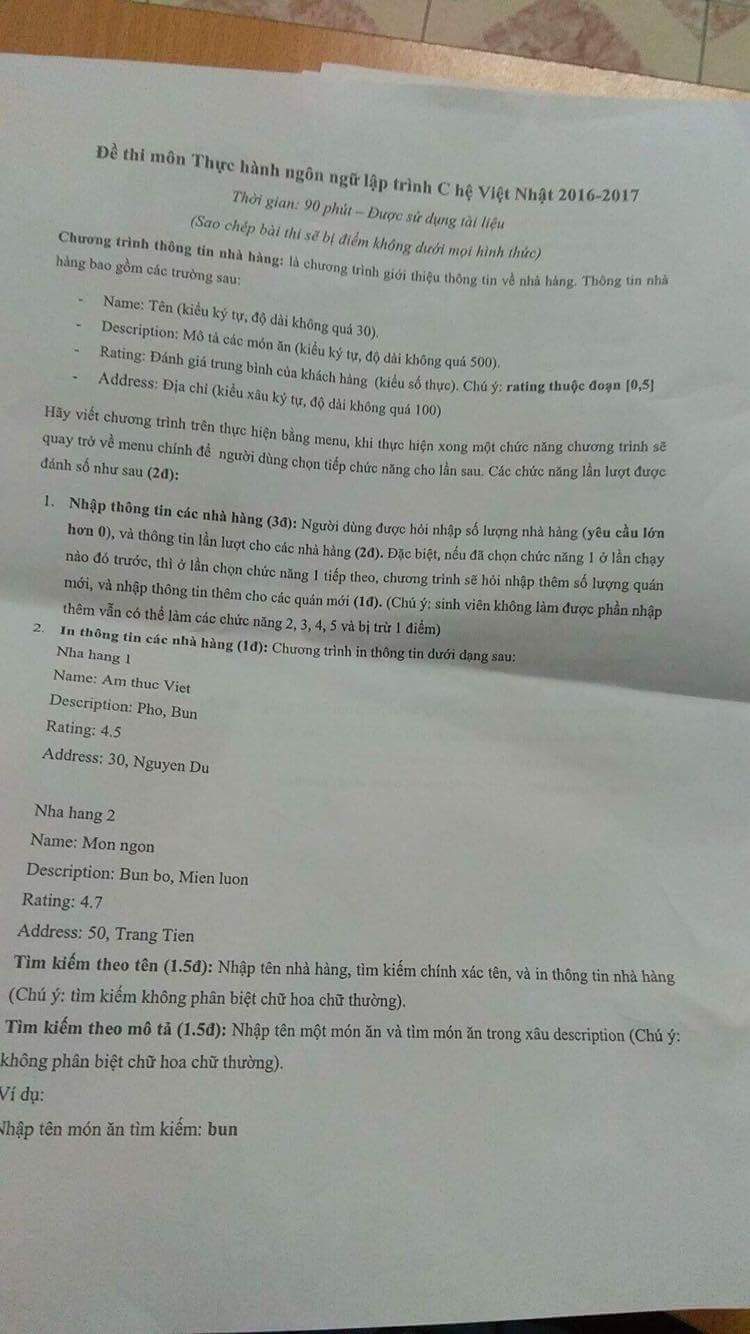 Đề thi môn Thực hành ngôn ngữ lập trình C hệ Việt Nhật 2016-2017
Thời gian: 90 phút – Được sử dụng tài liệu
(Sao chép bài thi sẽ bị điểm không dưới mọi hình thức)
Chương trình thông tin nhà hàng: là chương trình giới thiệu thông tin về nhà hàng. Thông tin nhà
hàng bao gồm các trường sau:
- Name: Tên (kiểu ký tự, độ dài không quá 30).
- Description: Mô tả các món ăn (kiểu ký tự, độ dài không quá 500).
- Rating: Đánh giá trung bình của khách hàng (kiểu số thực). Chú ý: rating thuộc đoạn [0,5]
- Address: Địa chỉ (kiểu xâu ký tự, độ dài không quá 100)
Hãy viết chương trình trên thực hiện bằng menu, khi thực hiện xong một chức năng chương trình sẽ
quay trở về menu chính để người dùng chọn tiếp chức năng cho lần sau. Các chức năng lần lượt được
đánh số như sau (2đ):
1. Nhập thông tin các nhà hàng (3đ): Người dùng được hỏi nhập số lượng nhà hàng (yêu cầu lớn
hơn 0), và thông tin lần lượt cho các nhà hàng (2đ). Đặc biệt, nếu đã chọn chức năng 1 ở lần chạy
nào đó trước, thì ở lần chọn chức năng 1 tiếp theo, chương trình sẽ hỏi nhập thêm số lượng quán
mới, và nhập thông tin thêm cho các quán mới (1đ). (Chú ý: sinh viên không làm được phần nhập
thêm vẫn có thể làm các chức năng 2, 3, 4, 5 và bị trừ 1 điểm)
2. In thông tin các nhà hàng (1đ): Chương trình in thông tin dưới dạng sau:
Nha hang 1
Name: Am thuc Viet
Description: Pho, Bun
Rating: 4.5
Address: 30, Nguyen Du
Nha hang 2
Name: Mon ngon
Description: Bun bo, Mien luon
Rating: 4.7
Address: 50, Trang Tien
Tìm kiếm theo tên (1.5đ): Nhập tên nhà hàng, tìm kiếm chính xác tên, và in thông tin nhà hàng
(Chú ý: tìm kiếm không phân biệt chữ hoa chữ thường).
Tìm kiếm theo mô tả (1.5đ): Nhập tên một món ăn và tìm món ăn trong xâu description (Chú ý:
không phân biệt chữ hoa chữ thường).
Ví dụ:
Nhập tên món ăn tìm kiếm: bun